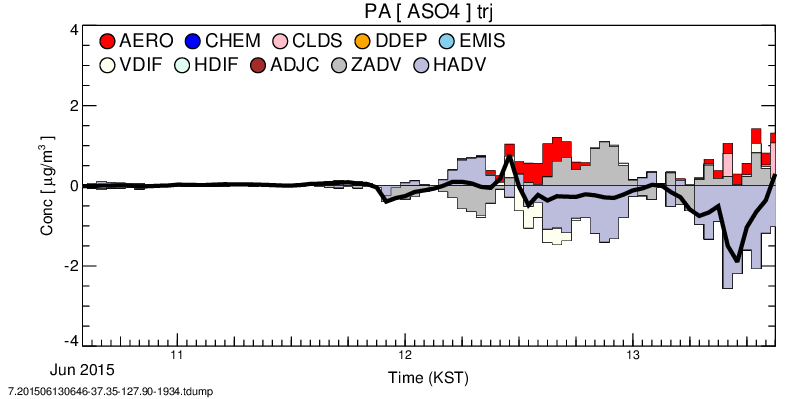 PA [ ASO4 ] trj
AERO CHEM CLDS DDEP EMIS
VDIF HDIF ADJC ZADV HADV
Conc [ µg/m³ ]
4
2
0
-2
-4
11 12 13
Jun 2015
Time (KST)
7.201506130646-37.35-127.90-1934.tdump